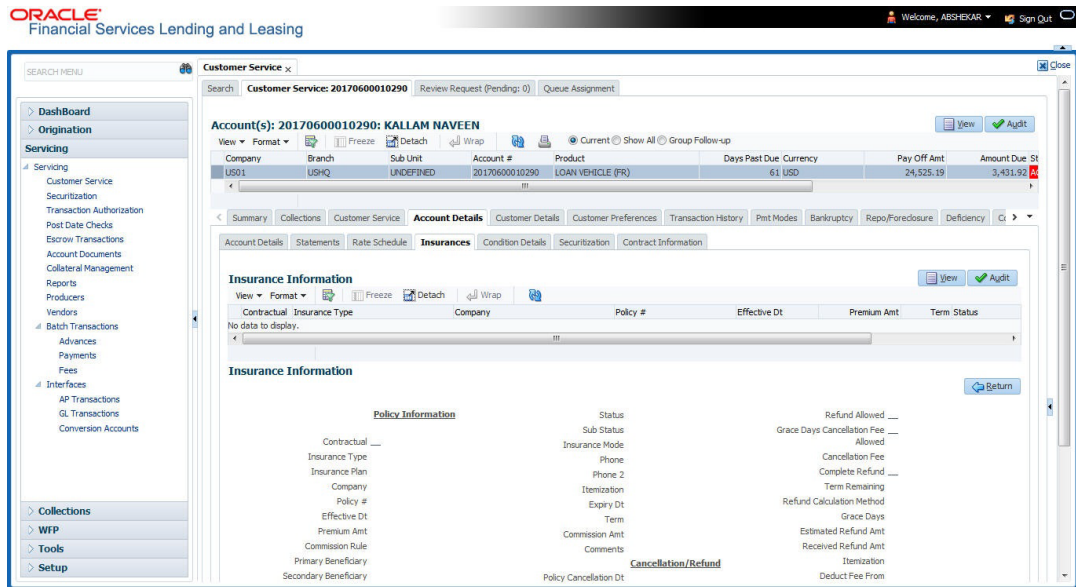 ORACLE
Financial Services Lending and Leasing
Welcome, ABSHEKAR
Sign Out
SEARCH MENU
Customer Service
Close
Search
Customer Service: 20170600010290
Review Request (Pending: 0)
Queue Assignment
DashBoard
Origination
Servicing
Servicing
Customer Service
Securitization
Transaction Authorization
Post Date Checks
Escrow Transactions
Account Documents
Collateral Management
Reports
Producers
Vendors
Batch Transactions
Advances
Payments
Fees
Interfaces
AP Transactions
GL Transactions
Conversion Accounts
Collections
WFP
Tools
Setup
Account(s): 20170600010290: KALLAM NAVEEN
View Audit
View Format Freeze Detach Wrap Current Show All Group Follow-up
Company Branch Sub Unit Account # Product Days Past Due Currency Pay Off Amt Amount Due St
US01 USHQ UNDEFINED 20170600010290 LOAN VEHICLE (FR) 61 USD 24,525.19 3,431.92 AC
Summary Collections Customer Service Account Details Customer Details Customer Preferences Transaction History Pmt Modes Bankruptcy Repo/Foreclosure Deficiency
Account Details Statements Rate Schedule Insurances Condition Details Securitization Contract Information
Insurance Information
View Audit
View Format Freeze Detach Wrap
Contractual Insurance Type Company Policy # Effective Dt Premium Amt Term Status
No data to display.
Insurance Information
Return
Policy Information
Contractual
Insurance Type
Insurance Plan
Company
Policy #
Effective Dt
Premium Amt
Commission Rule
Primary Beneficiary
Secondary Beneficiary
Status
Sub Status
Insurance Mode
Phone
Phone 2
Itemization
Expiry Dt
Term
Commission Amt
Comments
Cancellation/Refund
Policy Cancellation Dt
Refund Allowed
Grace Days Cancellation Fee
Allowed
Cancellation Fee
Complete Refund
Term Remaining
Refund Calculation Method
Grace Days
Estimated Refund Amt
Received Refund Amt
Itemization
Deduct Fee From